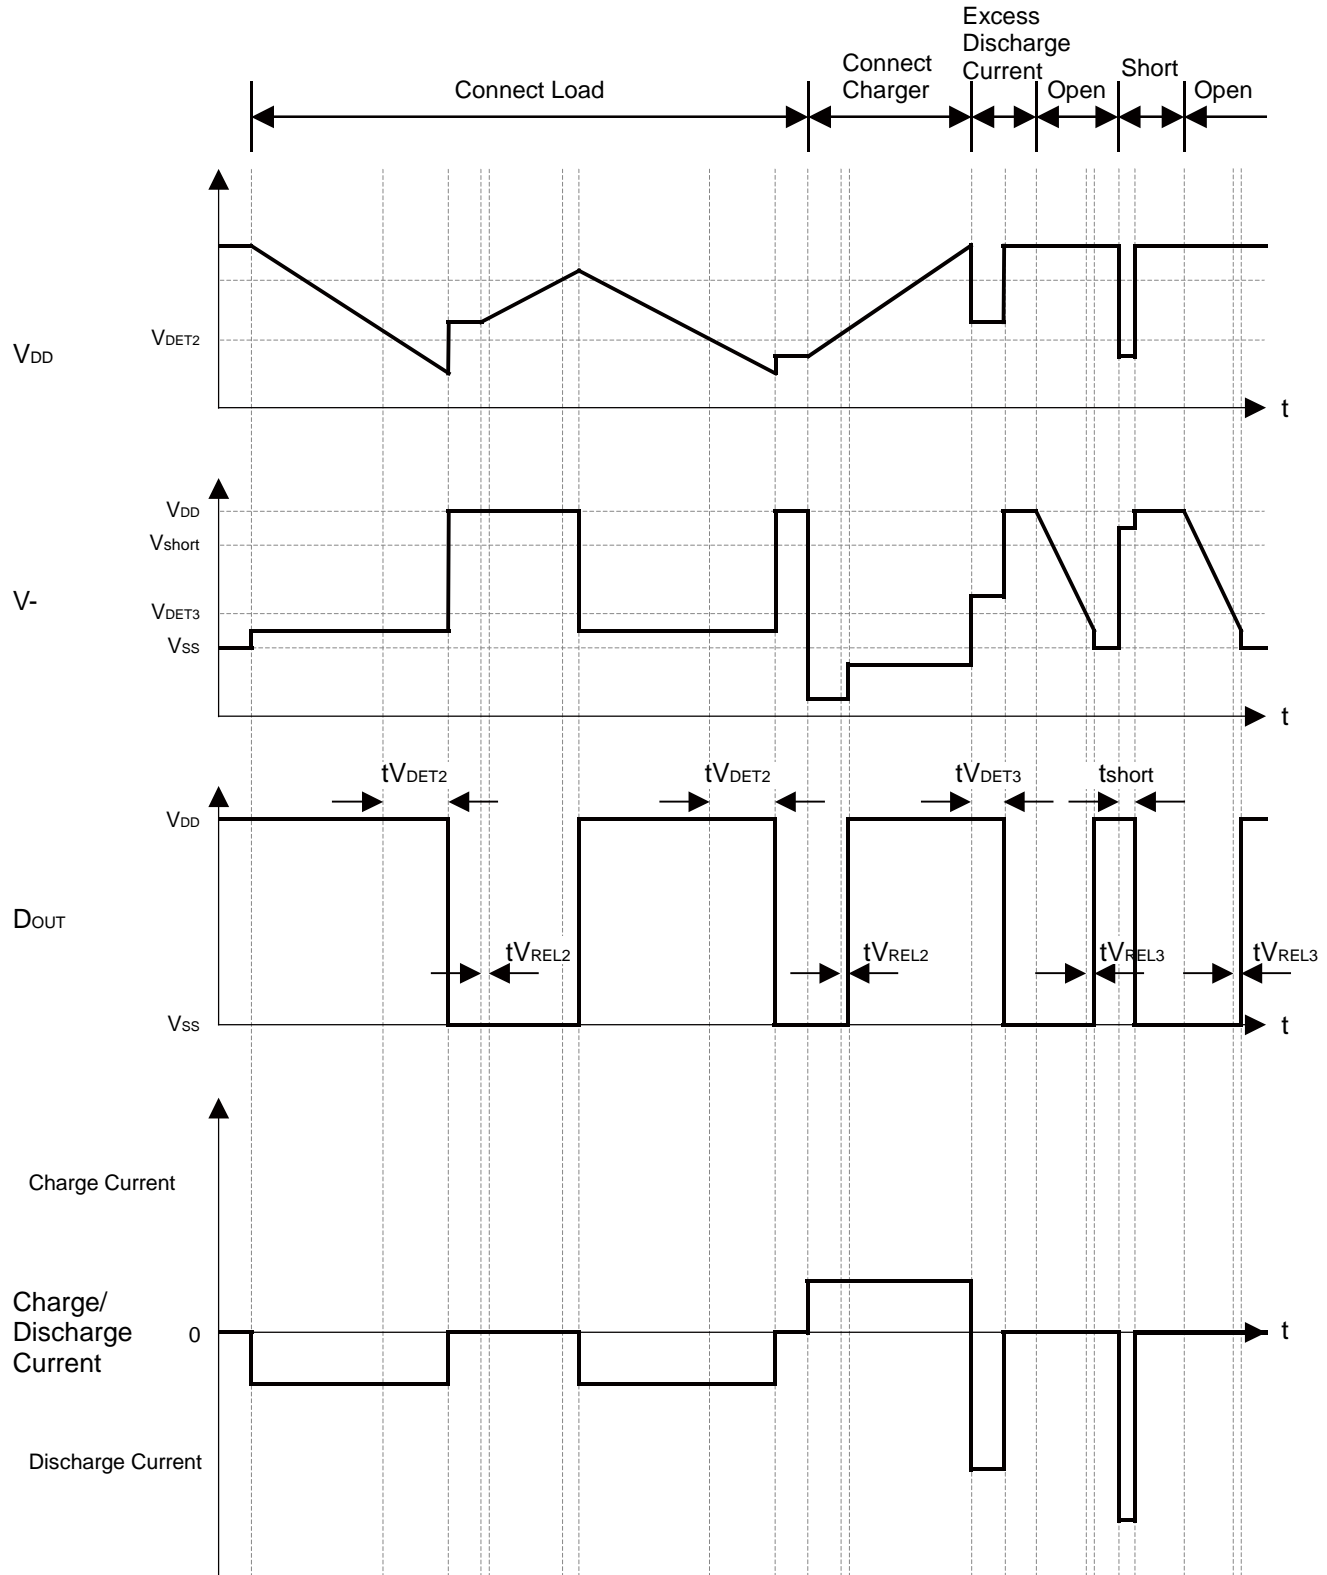 Excess
Discharge
Current
Connect Load
Connect
Charger
Open
Short
Open
VDD
VDET2
t
V-
VDD
Vshort
VDET3
VSS
t
DOUT
tVDET2
tVDET2
tVDET3
tshort
VDD
tVREL2
tVREL2
tVREL3
tVREL3
VSS
t
Charge Current
Charge/
Discharge
Current
0
t
Discharge Current